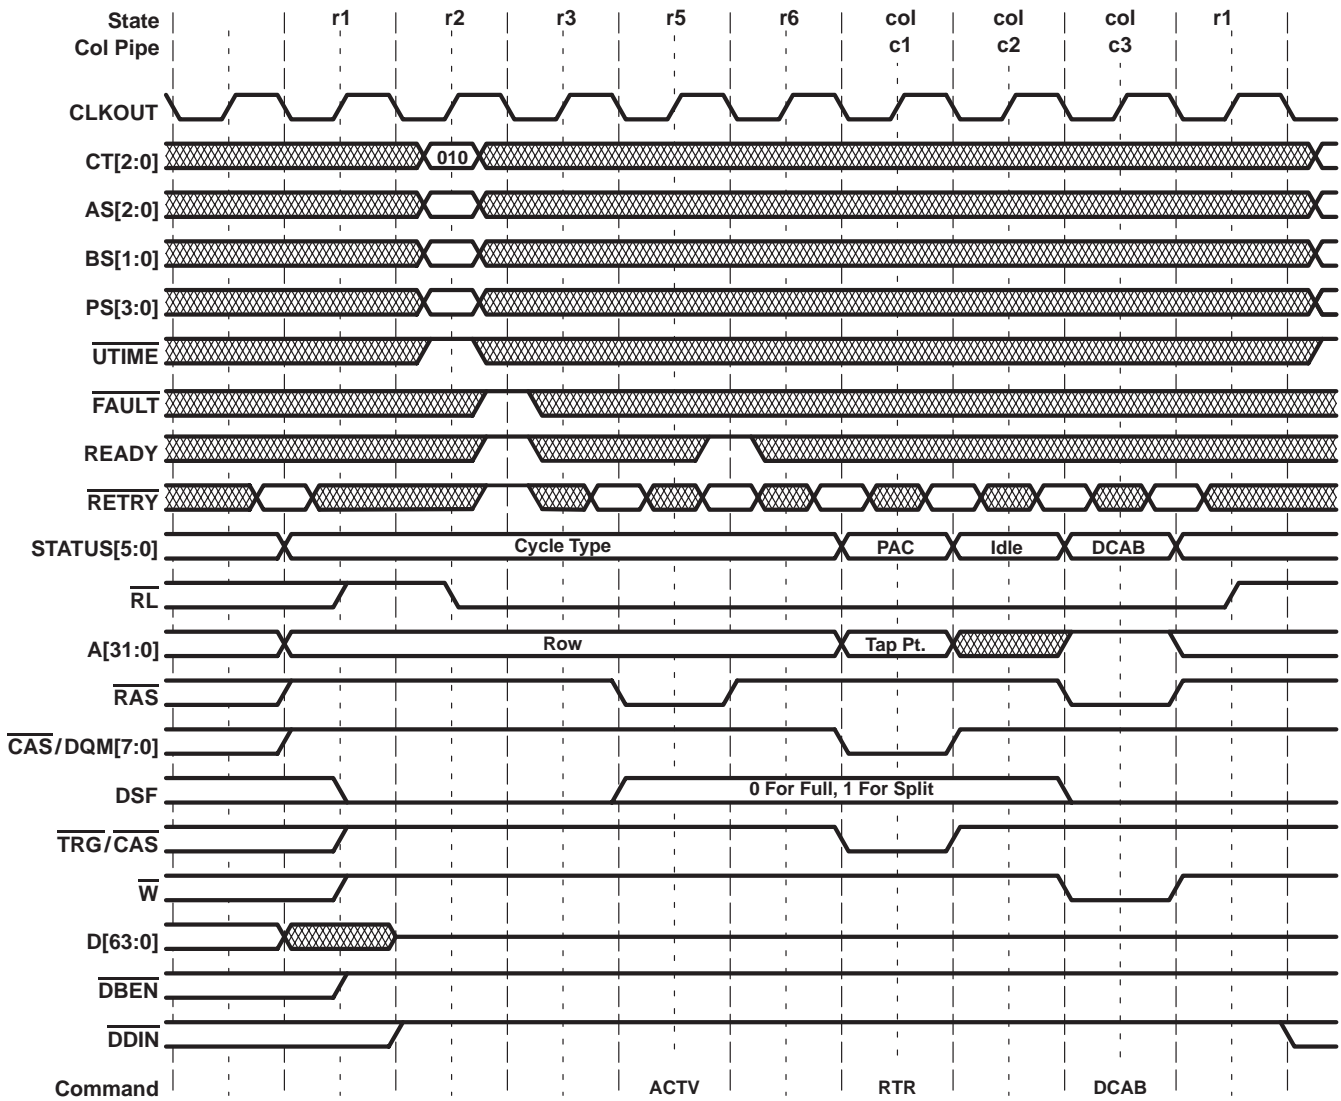 State r1 r2 r3 r5 r6 col col col r1
Col Pipe c1 c2 c3
CLKOUT
CT[2:0] 010
AS[2:0]
BS[1:0]
PS[3:0]
UTIME
FAULT
READY
RETRY
STATUS[5:0] Cycle Type PAC Idle DCAB
RL
A[31:0] Row Tap Pt.
RAS
CAS/DQM[7:0]
DSF 0 For Full, 1 For Split
TRG/CAS
W
D[63:0]
DBEN
DDIN
Command ACTV RTR DCAB